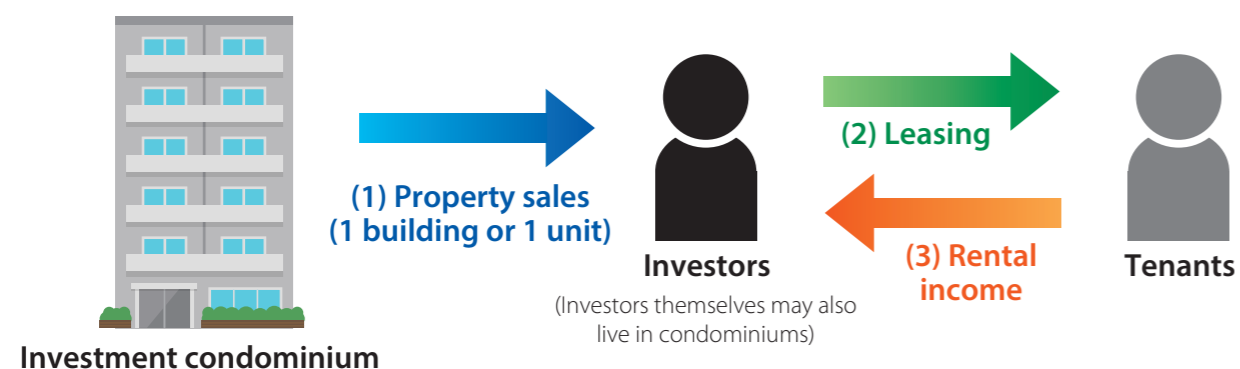 (1) Property sales
(1 building or 1 unit)
Investment condominium
Investors
(Investors themselves may also
live in condominiums)
(2) Leasing
(3) Rental
income
Tenants